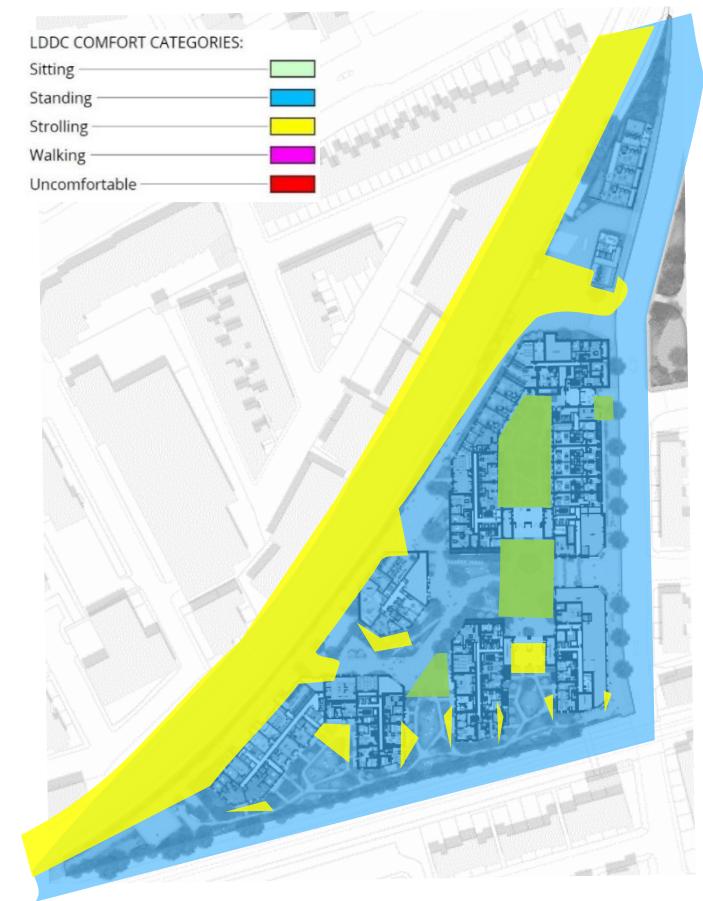 LDDC COMFORT CATEGORIES:
Sitting
Standing
Strolling
Walking
Uncomfortable